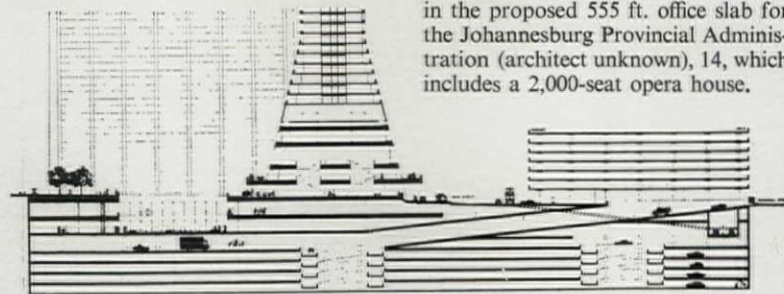 in the proposed 555 ft. office slab for
the Johannesburg Provincial Adminis-
tration (architect unknown), 14, which
includes a 2,000-seat opera house.